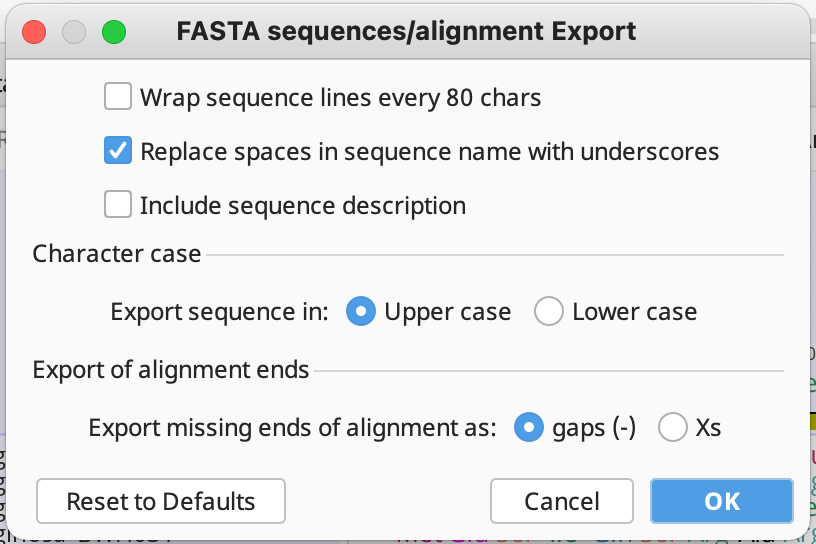 FASTA sequences/alignment Export
Wrap sequence lines every 80 chars
Replace spaces in sequence name with underscores
Include sequence description
Character case
Export sequence in: Upper case Lower case
Export of alignment ends
Export missing ends of alignment as: gaps (-) Xs
Reset to Defaults Cancel OK